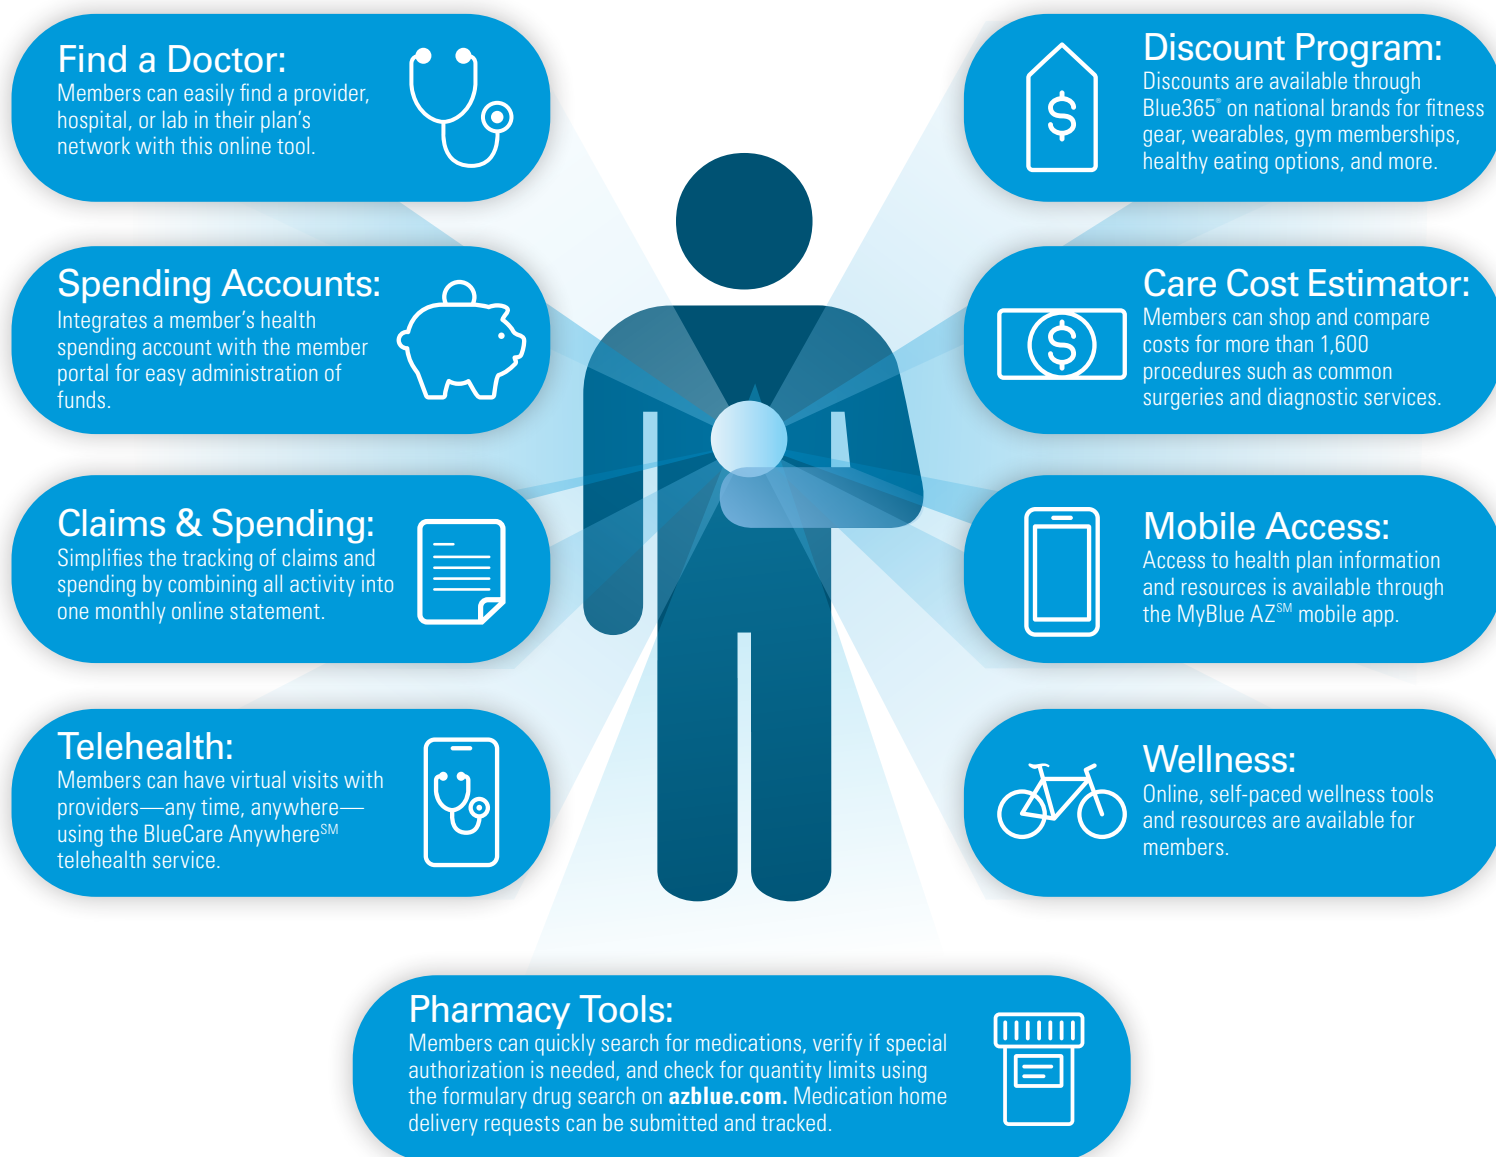 Find a Doctor:
Members can easily find a provider,
hospital, or lab in their plan's
network with this online tool.
Spending Accounts:
Integrates a member's health
spending account with the member
portal for easy administration of
funds.
Claims & Spending:
Simplifies the tracking of claims and
spending by combining all activity into
one monthly online statement.
Telehealth:
Members can have virtual visits with
providers—any time, anywhere—
using the BlueCare Anywhere℠
telehealth service.
Discount Program:
Discounts are available through
Blue365® on national brands for fitness
gear, wearables, gym memberships,
healthy eating options, and more.
Care Cost Estimator:
Members can shop and compare
costs for more than 1,600
procedures such as common
surgeries and diagnostic services.
Mobile Access:
Access to health plan information
and resources is available through
the MyBlue AZ℠ mobile app.
Wellness:
Online, self-paced wellness tools
and resources are available for
members.
Pharmacy Tools:
Members can quickly search for medications, verify if special
authorization is needed, and check for quantity limits using
the formulary drug search on azblue.com. Medication home
delivery requests can be submitted and tracked.